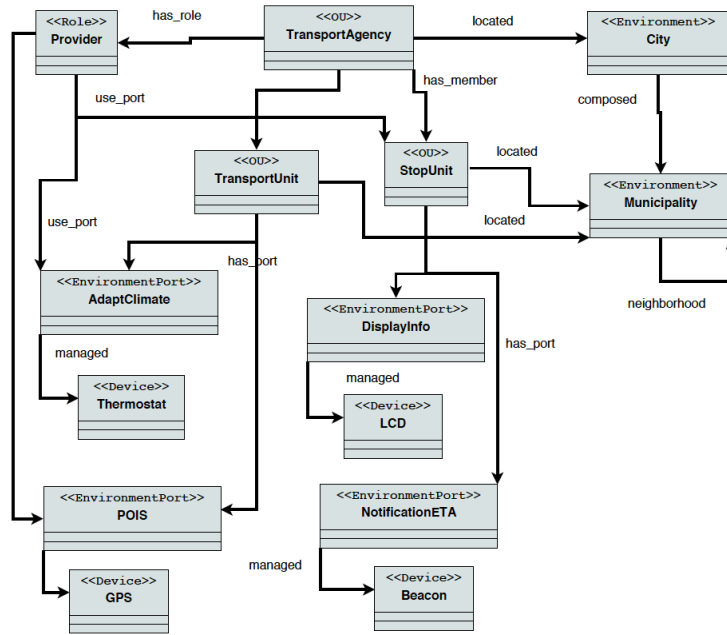 <<Role>>
Provider
has_role
<<OU>>
TransportAgency
located
<<Environment>>
City
has_member
use_port
composed
<<OU>>
TransportUnit
<<OU>>
StopUnit
located
<<Environment>>
Municipality
located
use_port
has_port
<<EnvironmentPort>>
AdaptClimate
<<EnvironmentPort>>
DisplayInfo
neighborhood
has_port
managed
<<Device>>
Thermostat
managed
<<Device>>
LCD
<<EnvironmentPort>>
POIS
<<EnvironmentPort>>
NotificationETA
managed
<<Device>>
GPS
<<Device>>
Beacon